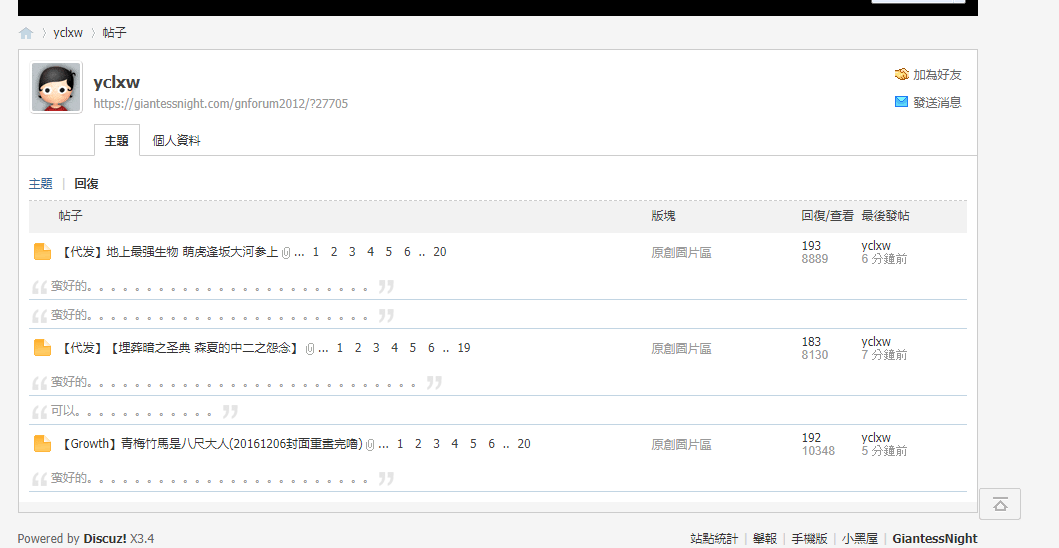 yclxw 帖子
yclxw
https://giantessnight.com/gnforum2012/?27705
加為好友
發送消息
主題 個人資料
主題 | 回復
帖子 版塊 回復/查看 最後發帖
【代发】地上最强生物 萌虎逢坂大河参上 ... 1 2 3 4 5 6 .. 20 原創圖片區 193 yclxw
8889 6 分鐘前
蛮好的。。。。。。。。。。。。。。。。。。。。。。。。
蛮好的。。。。。。。。。。。。。。。。。。。。。。。。
【代发】【埋葬暗之圣典 森夏的中二之怨念】 ... 1 2 3 4 5 6 .. 19 原創圖片區 183 yclxw
8130 7 分鐘前
蛮好的。。。。。。。。。。。。。。。。。。。。。。。。。。。。
可以。。。。。。。。。。。。
【Growth】青梅竹馬是八尺大人(20161206封面重畫完嚕) ... 1 2 3 4 5 6 .. 20 原創圖片區 192 yclxw
10348 5 分鐘前
蛮好的。。。。。。。。。。。。。。。。。。。。。。。。
Powered by Discuz! X3.4 站點統計 | 舉報 | 手機版 | 小黑屋 | GiantessNight